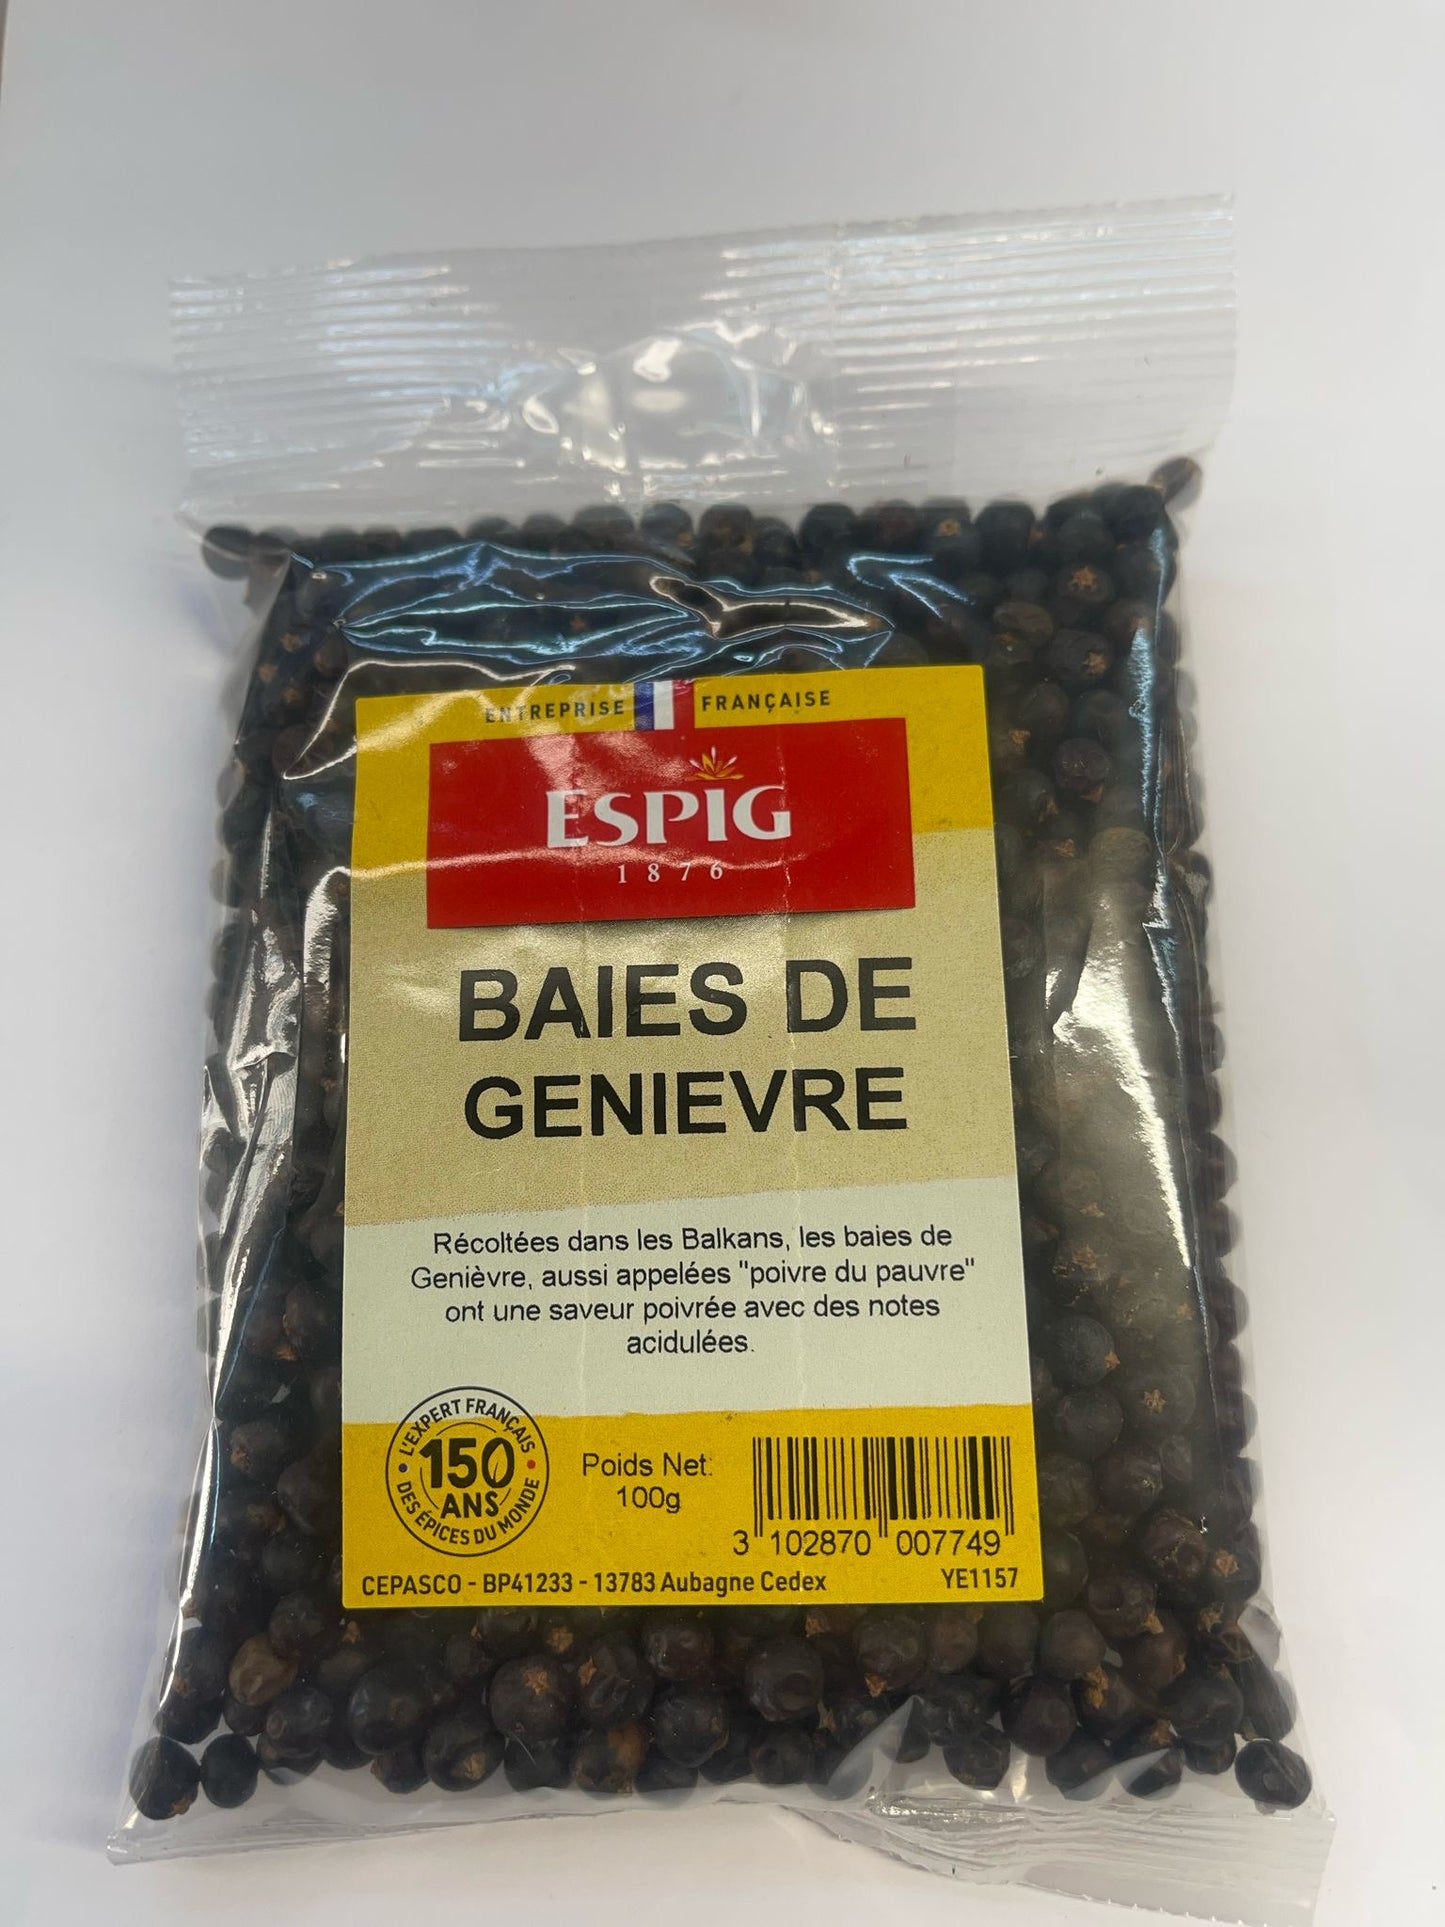 ENTREPRISE FRANÇAISE
ESPIG
1876
BAIES DE
GENIEVRE
Récoltées dans les Balkans, les baies de
Genièvre, aussi appelées "poivre du pauvre"
ont une saveur poivrée avec des notes
acidulées.
L'EXPERT FRANÇAIS
150
ANS
DES ÉPICES DU MONDE
Poids Net:
100g
3 102870 007749
CEPASCO - BP41233 - 13783 Aubagne Cedex
YE1157